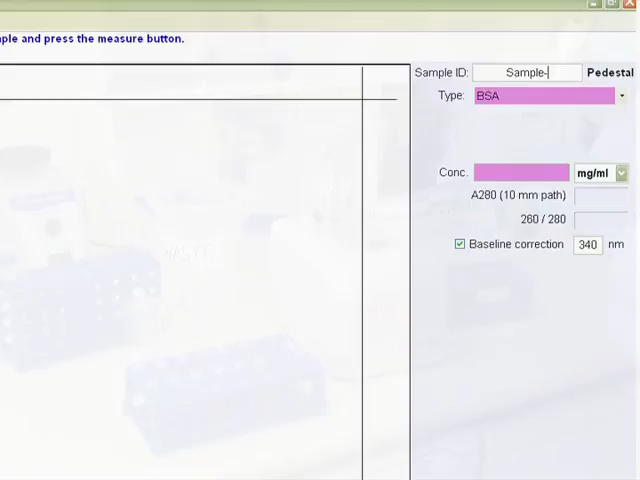 ple and press the measure button.
Sample ID: Sample- Pedestal
Type: BSA
Conc. mg/ml
A280 (10 mm path)
260 / 280
Baseline correction 340 nm